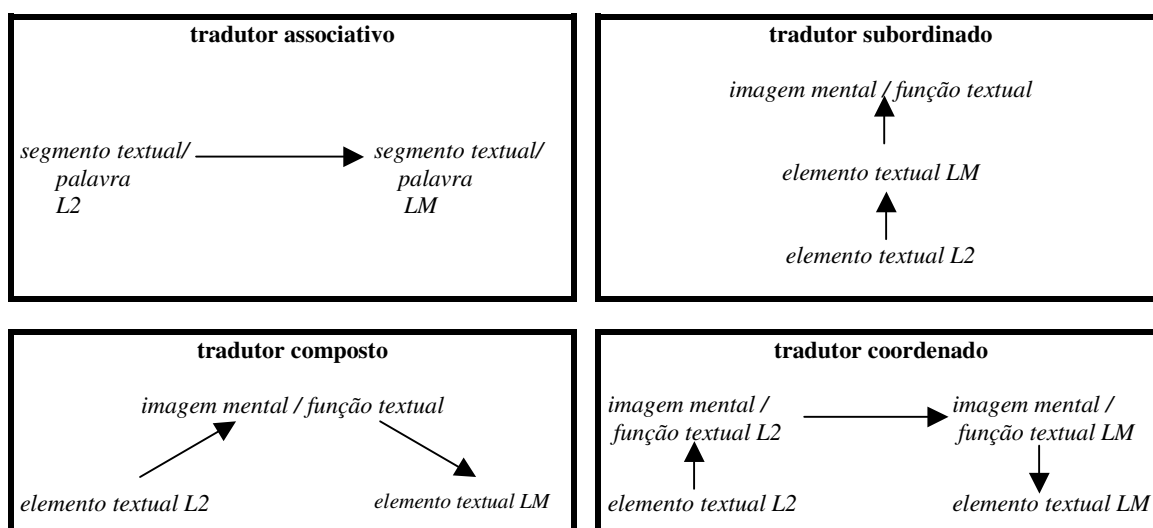 tradutor associativo
segmento textual/
palavra
L2
segmento textual/
palavra
LM
tradutor subordinado
imagem mental / função textual
elemento textual LM
elemento textual L2
tradutor composto
imagem mental / função textual
elemento textual L2
elemento textual LM
tradutor coordenado
imagem mental /
função textual L2
imagem mental /
função textual LM
elemento textual L2
elemento textual LM